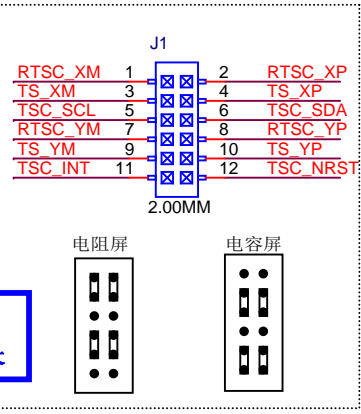 J1
RTSC_XM 1 2 RTSC_XP
TS_XM 3 4 TS_XP
TSC_SCL 5 6 TSC_SDA
RTSC_YM 7 8 RTSC_YP
TS_YM 9 10 TS_YP
TSC_INT 11 12 TSC_NRST
2.00MM
电阻屏 电容屏